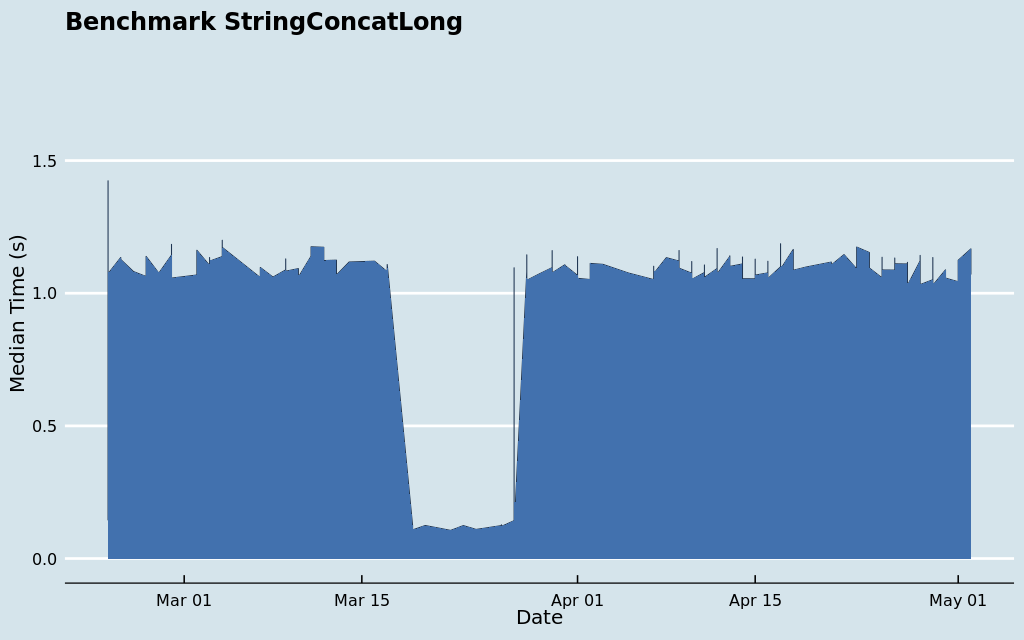 Benchmark StringConcatLong
Median Time (s)
1.5
1.0
0.5
0.0
Mar 01
Mar 15
Apr 01
Apr 15
May 01
Date